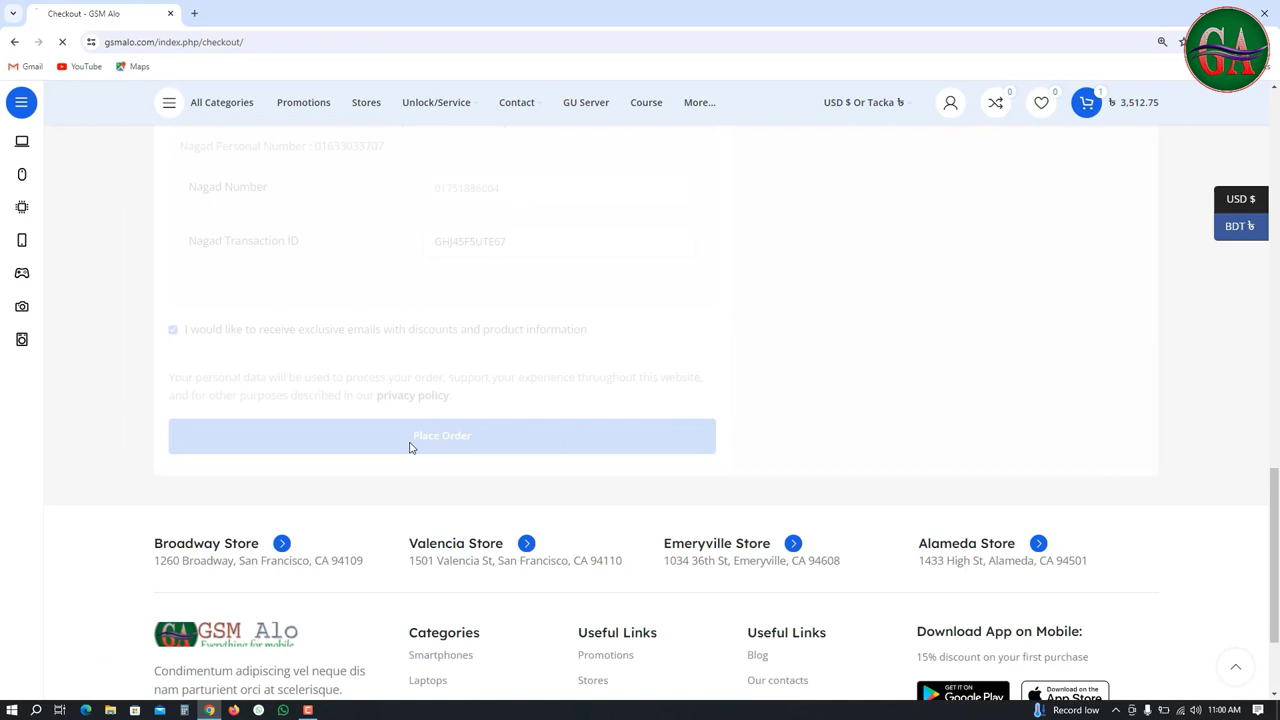 Checkout - GSM Alo
gsmalo.com/index.php/checkout/
Gmail YouTube Maps
GA
All Categories Promotions Stores Unlock/Service Contact GU Server Course More... USD $ Or Tacka ৳ 0 0 1 ৳ 3,512.75
Nagad Personal Number : 01633033707
Nagad Number 01751886004
Nagad Transaction ID GHJ45F5UTE67
USD $
BDT ৳
I would like to receive exclusive emails with discounts and product information
Your personal data will be used to process your order, support your experience throughout this website,
and for other purposes described in our privacy policy.
Place Order
Broadway Store Valencia Store Emeryville Store Alameda Store
1260 Broadway, San Francisco, CA 94109 1501 Valencia St, San Francisco, CA 94110 1034 36th St, Emeryville, CA 94608 1433 High St, Alameda, CA 94501
GA GSM Alo
Everything for mobile
Categories Useful Links Useful Links Download App on Mobile:
Smartphones Promotions Blog 15% discount on your first purchase
Condimentum adipiscing vel neque dis
Laptops Stores Our contacts
nam parturient orci at scelerisque.
GET IT ON
Google Play
Download on the
App Store
Record low 11:00 AM